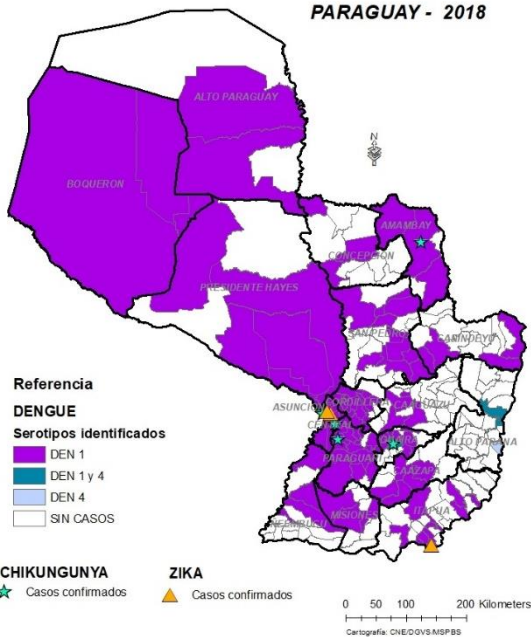 PARAGUAY - 2018
N
ALTO PARAGUAY
BOQUERON
AMAMBAY
CONCEPCION
PRESIDENTE HAYES
SAN PEDRO
CANINDEYU
Referencia
DENGUE
Serotipos identificados
DEN 1
DEN 1 y 4
DEN 4
SIN CASOS
ASUNCION
CORDILLERA
CAAGUAZU
CENTRAL
ALTO PARANA
GUAIRA
PARAGUARI
CAAZAPA
MISIONES
ITAPUA
ÑEEMBUCU
CHIKUNGUNYA
Casos confirmados
ZIKA
Casos confirmados
0 50 100 200 Kilometers
Cartografía: CNE/DGVS/MSPBS